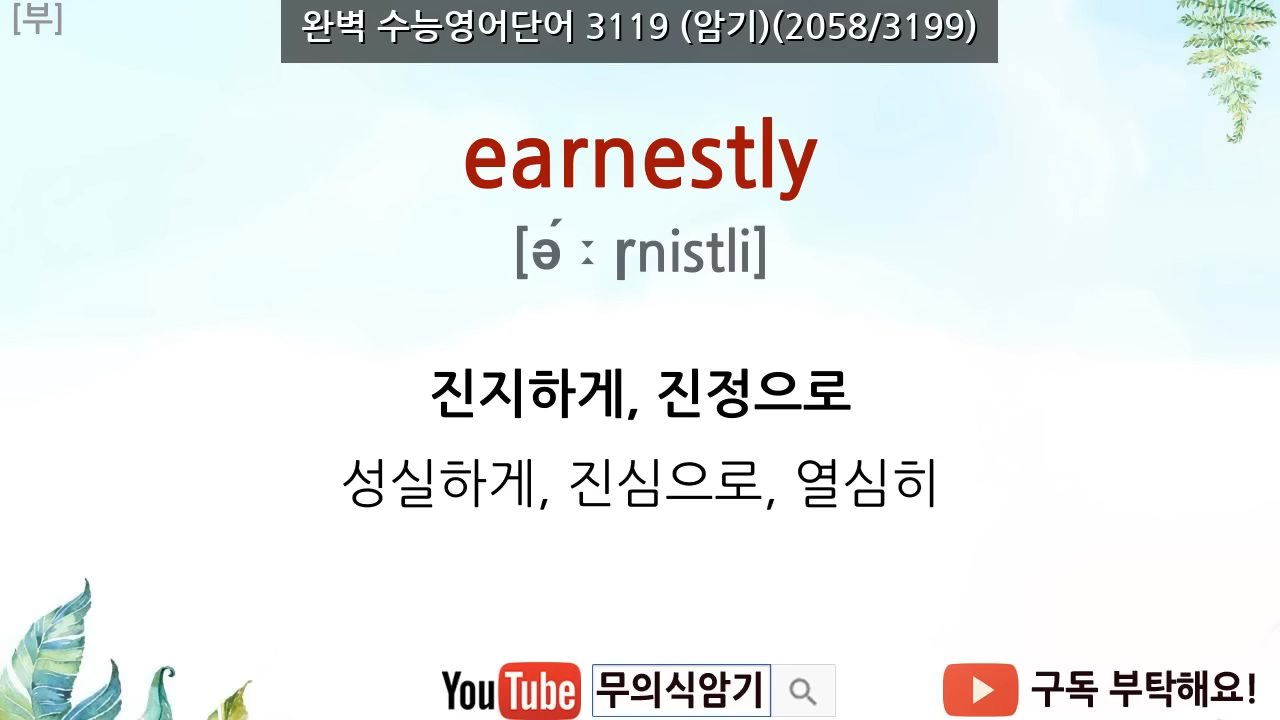 [부]
완벽 수능영어단어 3119 (암기)(2058/3199)
earnestly
[ə́ːɼnistli]
진지하게, 진정으로
성실하게, 진심으로, 열심히
YouTube 무의식암기
구독 부탁해요!